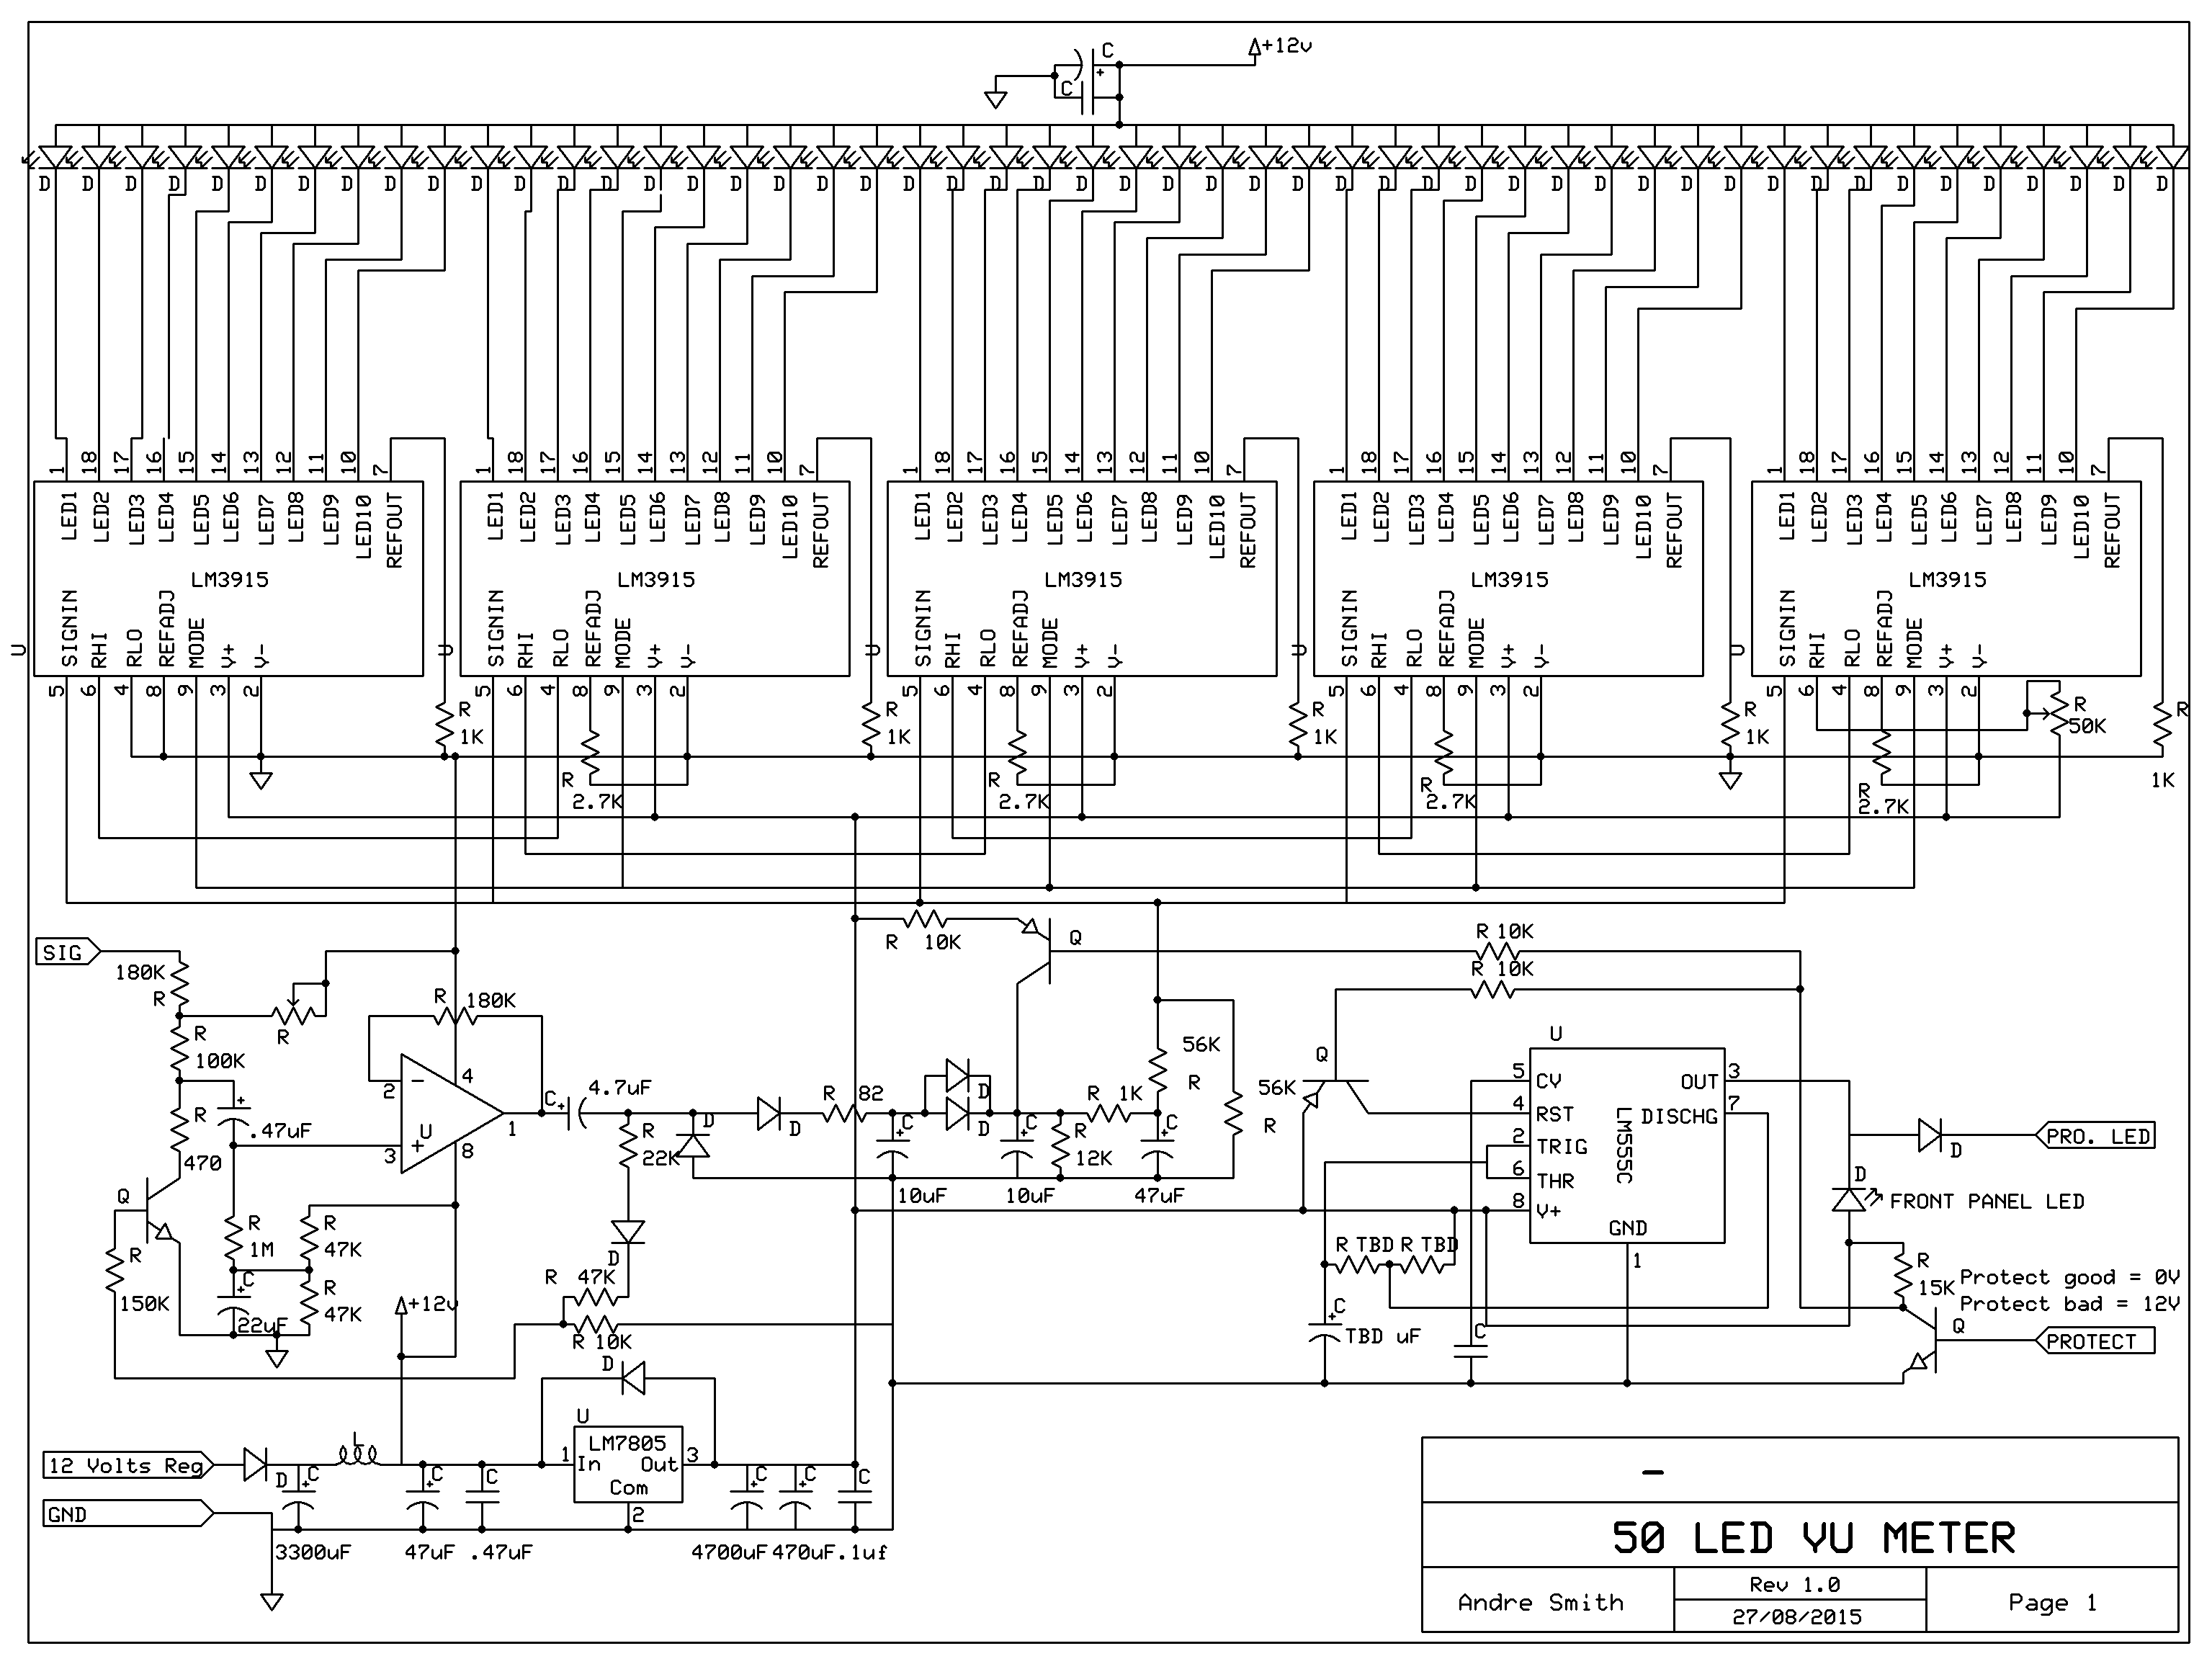 C
+12v
C
D D D D D D D D D D D D D D D D D D D D D D D D D D D D D D D D D D D D D D D D D D D D D D D D D D
1 18 17 16 15 14 13 12 11 10 7
1 18 17 16 15 14 13 12 11 10 7
1 18 17 16 15 14 13 12 11 10 7
1 18 17 16 15 14 13 12 11 10 7
1 18 17 16 15 14 13 12 11 10 7
LED1 LED2 LED3 LED4 LED5 LED6 LED7 LED8 LED9 LED10 REFOUT
LED1 LED2 LED3 LED4 LED5 LED6 LED7 LED8 LED9 LED10 REFOUT
LED1 LED2 LED3 LED4 LED5 LED6 LED7 LED8 LED9 LED10 REFOUT
LED1 LED2 LED3 LED4 LED5 LED6 LED7 LED8 LED9 LED10 REFOUT
LED1 LED2 LED3 LED4 LED5 LED6 LED7 LED8 LED9 LED10 REFOUT
LM3915 LM3915 LM3915 LM3915 LM3915
U SIGNIN RHI RLO REFADJ MODE V+ V-
U SIGNIN RHI RLO REFADJ MODE V+ V-
U SIGNIN RHI RLO REFADJ MODE V+ V-
U SIGNIN RHI RLO REFADJ MODE V+ V-
U SIGNIN RHI RLO REFADJ MODE V+ V-
5 6 4 8 9 3 2
5 6 4 8 9 3 2
5 6 4 8 9 3 2
5 6 4 8 9 3 2
5 6 4 8 9 3 2
R 1K
R 1K
R 1K
R 1K
R 50K
R
1K
R 2.7K
R 2.7K
R 2.7K
R 2.7K
SIG
180K
R
R
R
100K
R
470
.47uF
Q
R
150K
R
1M
R
47K
C
22uF
R
47K
R 180K
2
3
4
U
8
1
C 4.7uF
R
22K
D
D
D
R 47K
R 10K
+12v
R 82
C
10uF
D
D
R 10K
Q
C
10uF
R
12K
R 1K
56K
R
C
47uF
56K
R
R 10K
R 10K
Q
U
5 CV
4 RST
2 TRIG
6 THR
8 V+
OUT 3
DISCHG 7
LM555C
GND
1
R TBD R TBD
C
TBD uF
C
D
PRO. LED
D
FRONT PANEL LED
R
15K
Protect good = 0V
Protect bad = 12V
Q
PROTECT
12 Volts Reg
GND
D
C
3300uF
L
C
47uF
C
.47uF
D
U
LM7805
1 In Out 3
Com
2
C
4700uF
C
470uF
C
.1uf
-
50 LED VU METER
Andre Smith
Rev 1.0
27/08/2015
Page 1